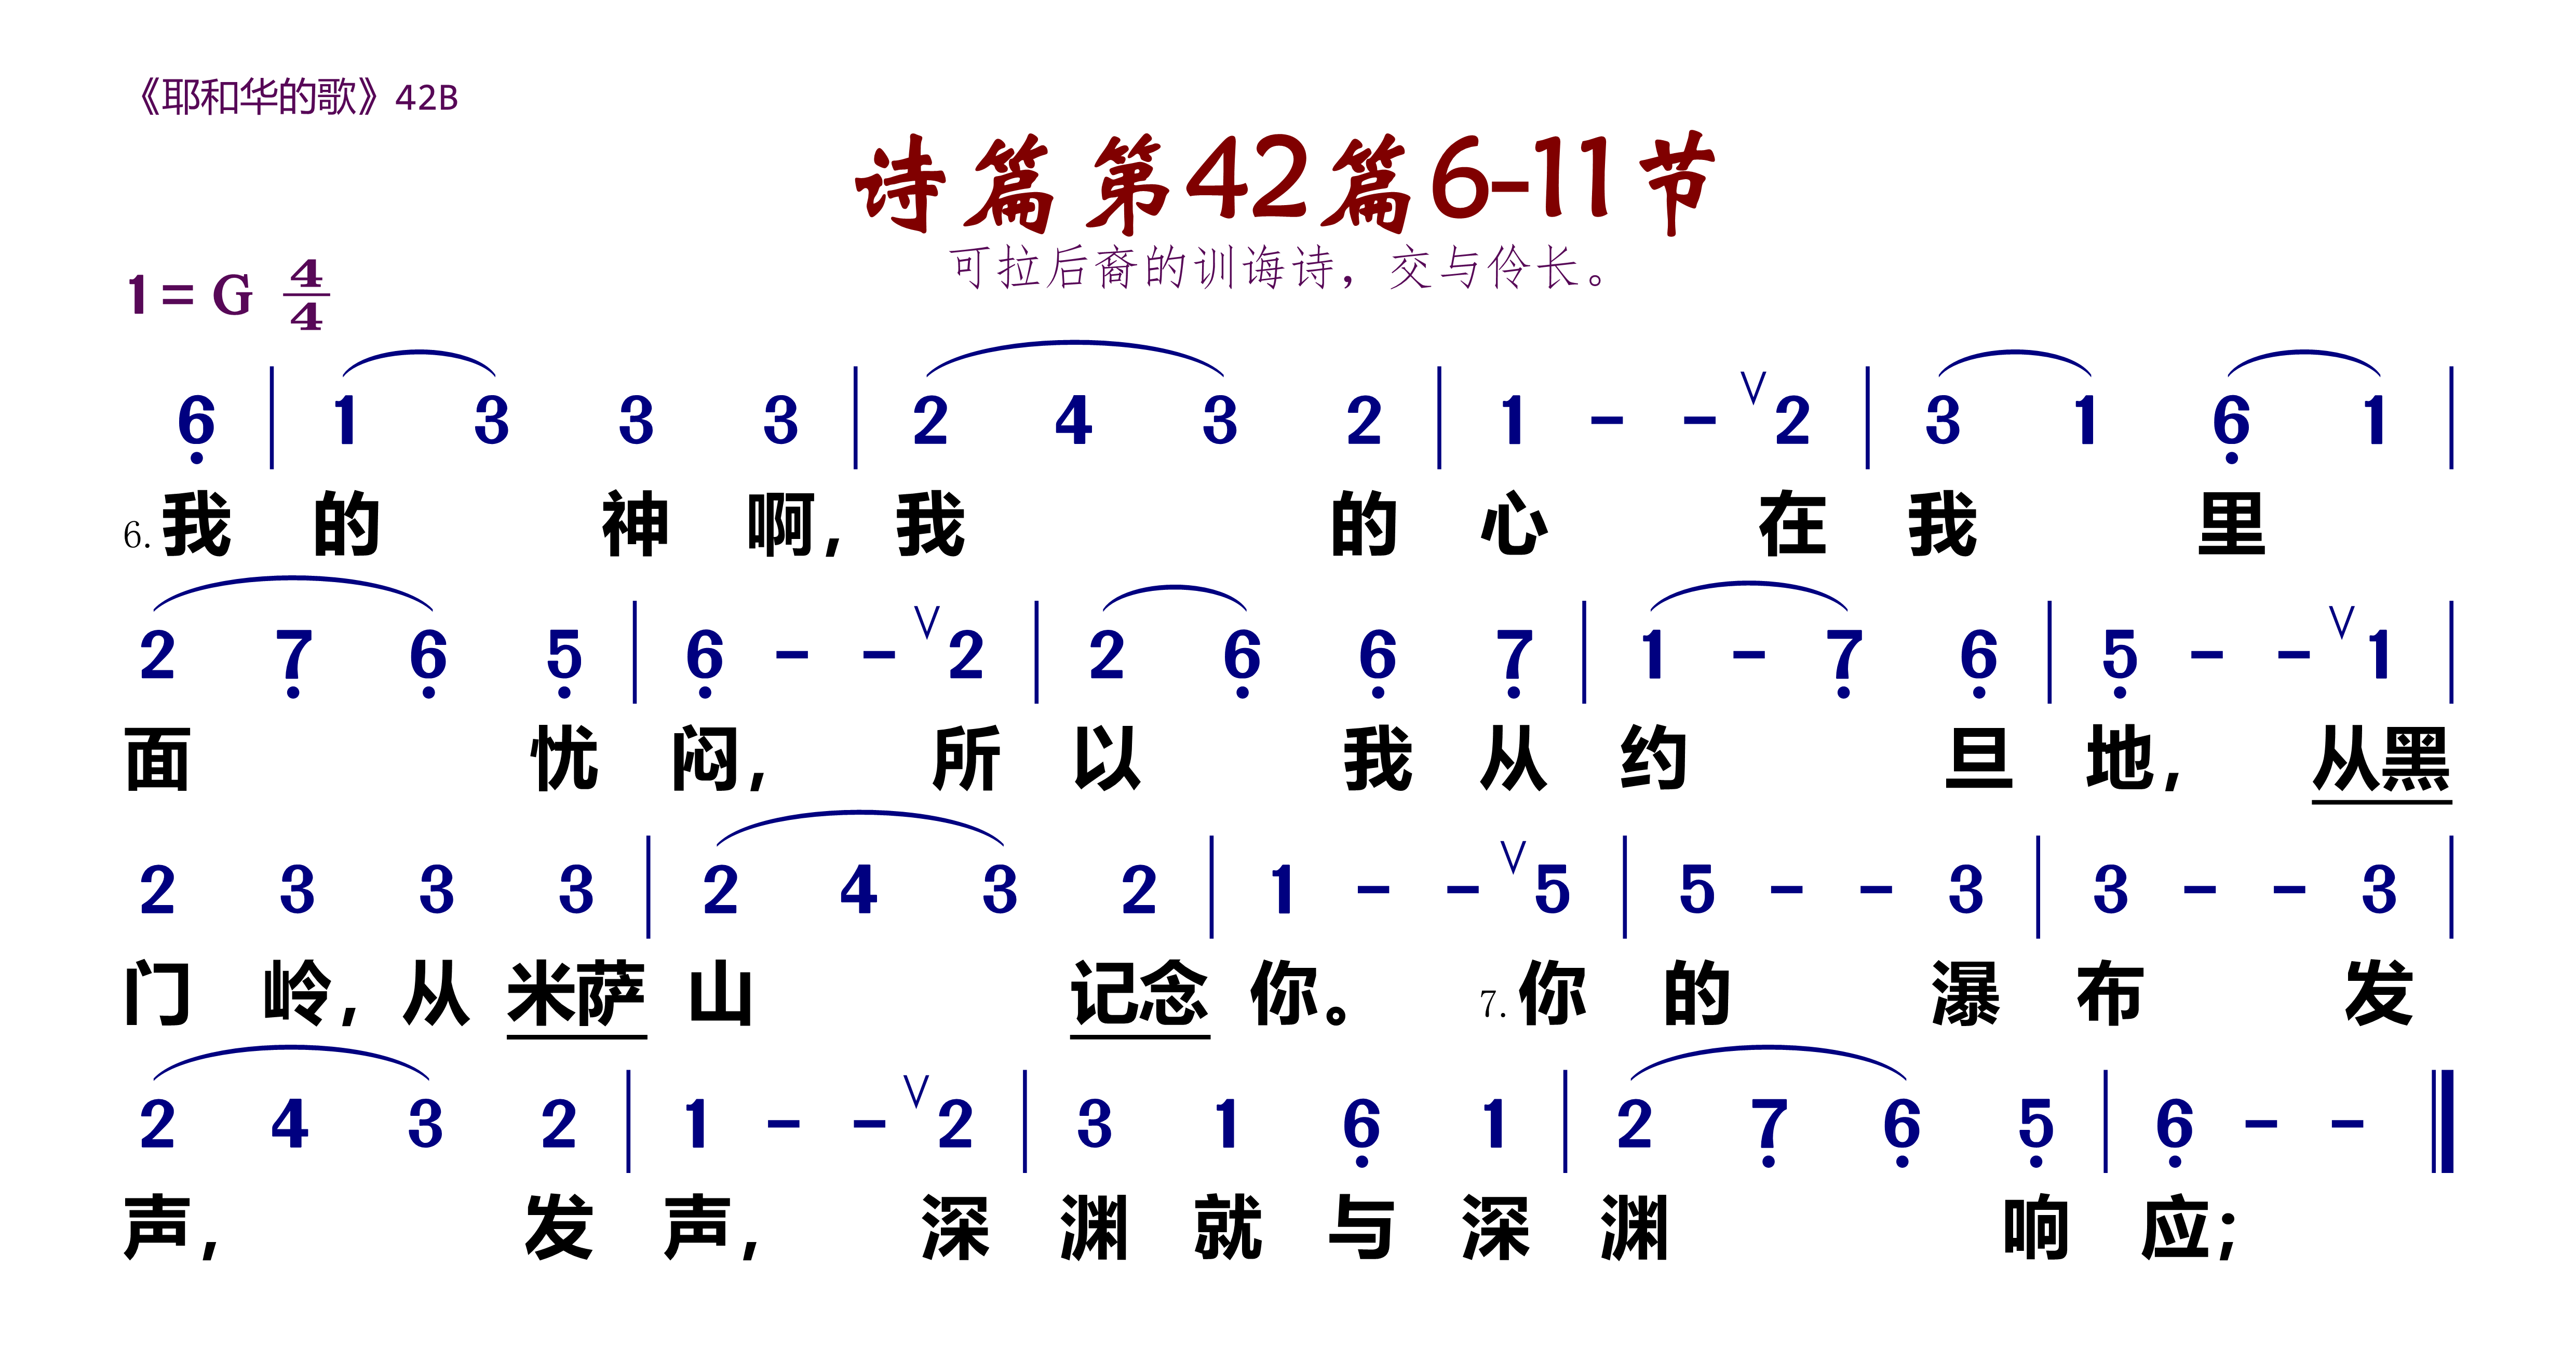 《耶和华的歌》42B
诗篇第42篇6-11节
可拉后裔的训诲诗，交与伶长。
1=G 4/4
6̣ | 1 3 3 3 | 2 4 3 2 | 1 - - ∨ 2 | 3 1 6̣ 1 |
6.我 的 神 啊，我 的 心 在 我 里
2 7̣ 6̣ 5̣ | 6̣ - - ∨ 2 | 2 6̣ 6̣ 7̣ | 1 - 7̣ 6̣ | 5̣ - - ∨ 1 |
面 忧 闷， 所 以 我 从 约 旦 地， 从黑
2 3 3 3 | 2 4 3 2 | 1 - - ∨ 5 | 5 - - 3 | 3 - - 3 |
门 岭，从 米萨 山 记念 你。 7.你 的 瀑 布 发
2 4 3 2 | 1 - - ∨ 2 | 3 1 6̣ 1 | 2 7̣ 6̣ 5̣ | 6̣ - - ‖
声， 发 声， 深 渊 就 与 深 渊 响 应；